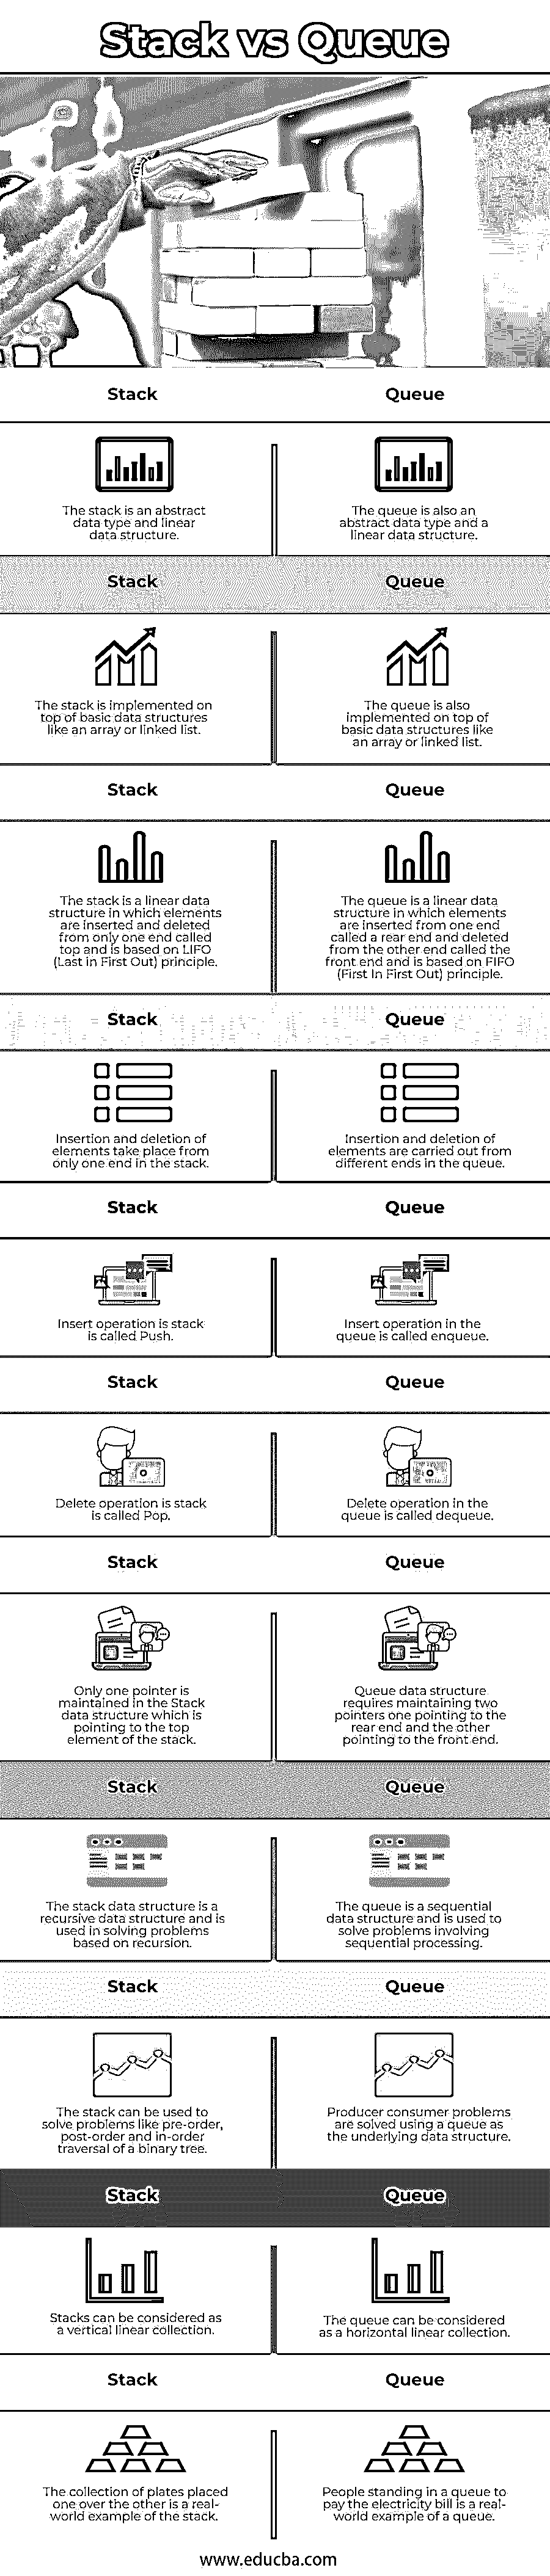 Stack vs Queue
Stack
Queue
The stack is an abstract
data type and linear
data structure.
The queue is also an
abstract data type and a
linear data structure.
Stack
Queue
The stack is implemented on
top of basic data structures
like an array or linked list.
The queue is also
implemented on top of
basic data structures like
an array or linked list.
Stack
Queue
The stack is a linear data
structure in which elements
are inserted and deleted
from only one end called
top and is based on LIFO
(Last in First Out) principle.
The queue is a linear data
structure in which elements
are inserted from one end
called a rear end and deleted
from the other end called the
front end and is based on FIFO
(First In First Out) principle.
Stack
Queue
Insertion and deletion of
elements take place from
only one end in the stack.
Insertion and deletion of
elements are carried out from
different ends in the queue.
Stack
Queue
Insert operation is stack
is called Push.
Insert operation in the
queue is called enqueue.
Stack
Queue
Delete operation is stack
is called Pop.
Delete operation in the
queue is called dequeue.
Stack
Queue
Only one pointer is
maintained in the Stack
data structure which is
pointing to the top
element of the stack.
Queue data structure
requires maintaining two
pointers one pointing to the
rear end and the other
pointing to the front end.
Stack
Queue
The stack data structure is a
recursive data structure and is
used in solving problems
based on recursion.
The queue is a sequential
data structure and is used to
solve problems involving
sequential processing.
Stack
Queue
The stack can be used to
solve problems like pre-order,
post-order and in-order
traversal of a binary tree.
Producer consumer problems
are solved using a queue as
the underlying data structure.
Stack
Queue
Stacks can be considered as
a vertical linear collection.
The queue can be considered
as a horizontal linear collection.
Stack
Queue
The collection of plates placed
one over the other is a real-
world example of the stack.
People standing in a queue to
pay the electricity bill is a real-
world example of a queue.
www.educba.com